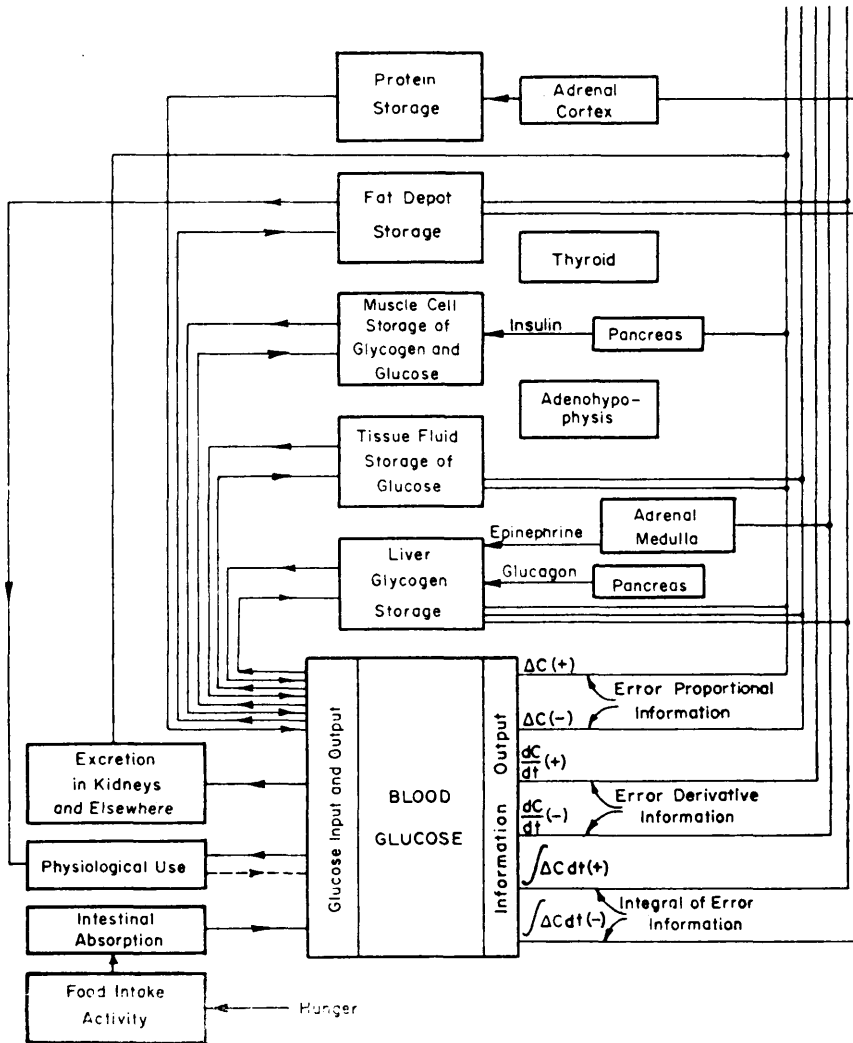 Protein
Storage
Adrenal
Cortex
Fat Depot
Storage
Thyroid
Muscle Cell
Storage of
Glycogen and
Glucose
Insulin
Pancreas
Adenohypo-
physis
Tissue Fluid
Storage of
Glucose
Epinephrine
Adrenal
Medulla
Liver
Glycogen
Storage
Glucagon
Pancreas
Glucose Input and Output
BLOOD
GLUCOSE
Information Output
ΔC(+)
Error Proportional
Information
ΔC(-)
dC/dt(+)
Error Derivative
Information
dC/dt(-)
∫ΔCdt(+)
Integral of Error
Information
∫ΔCdt(-)
Excretion
in Kidneys
and Elsewhere
Physiological Use
Intestinal
Absorption
Food Intake
Activity
Hunger